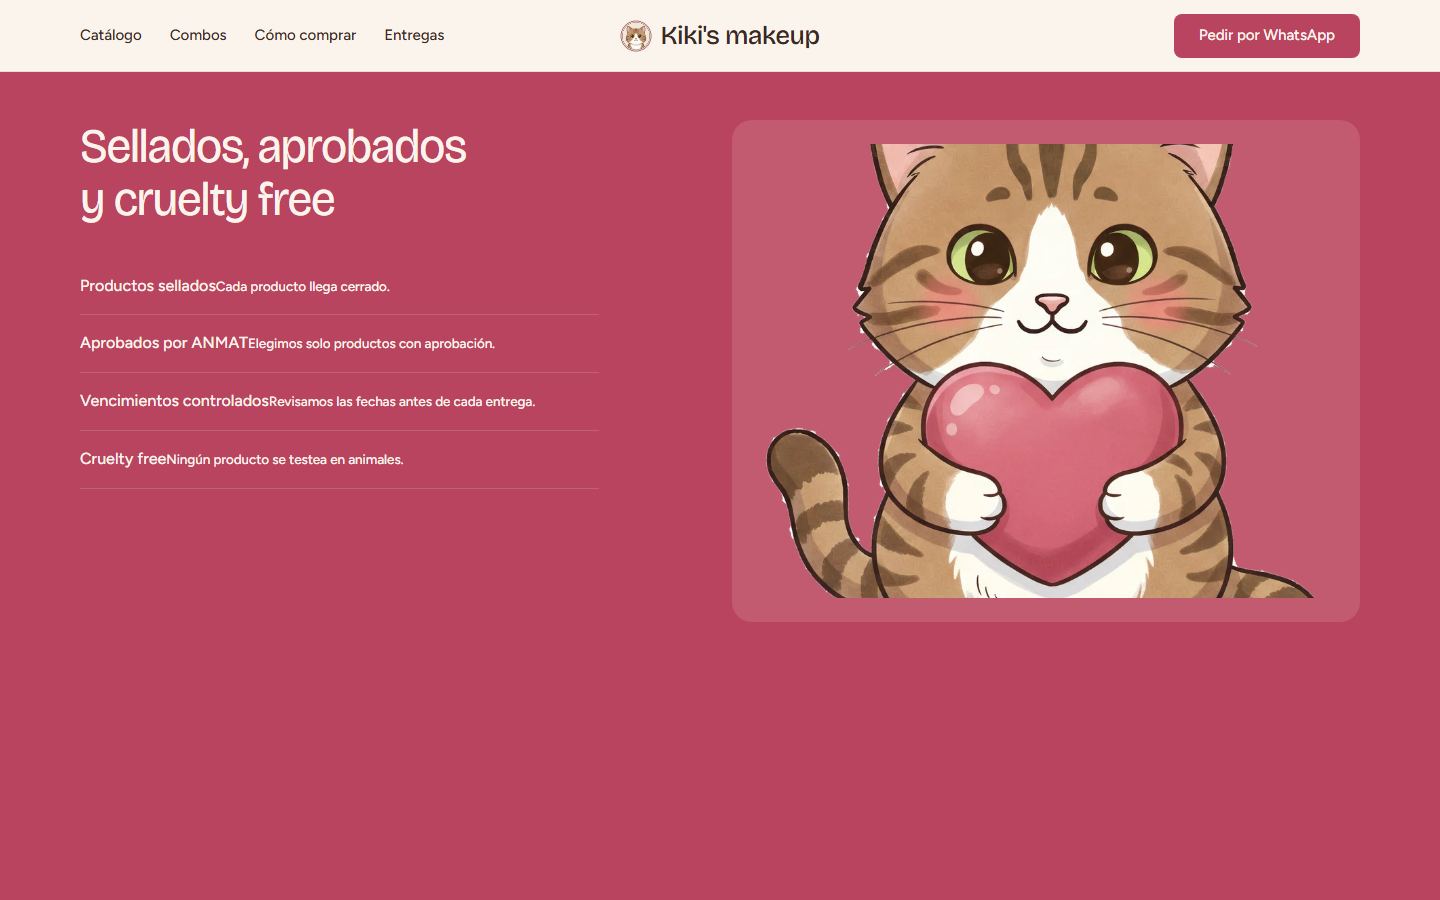 Catálogo Combos Cómo comprar Entregas Kiki's makeup Pedir por WhatsApp
Sellados, aprobados
y cruelty free
Productos selladosCada producto llega cerrado.
Aprobados por ANMATElegimos solo productos con aprobación.
Vencimientos controladosRevisamos las fechas antes de cada entrega.
Cruelty freeNingún producto se testea en animales.